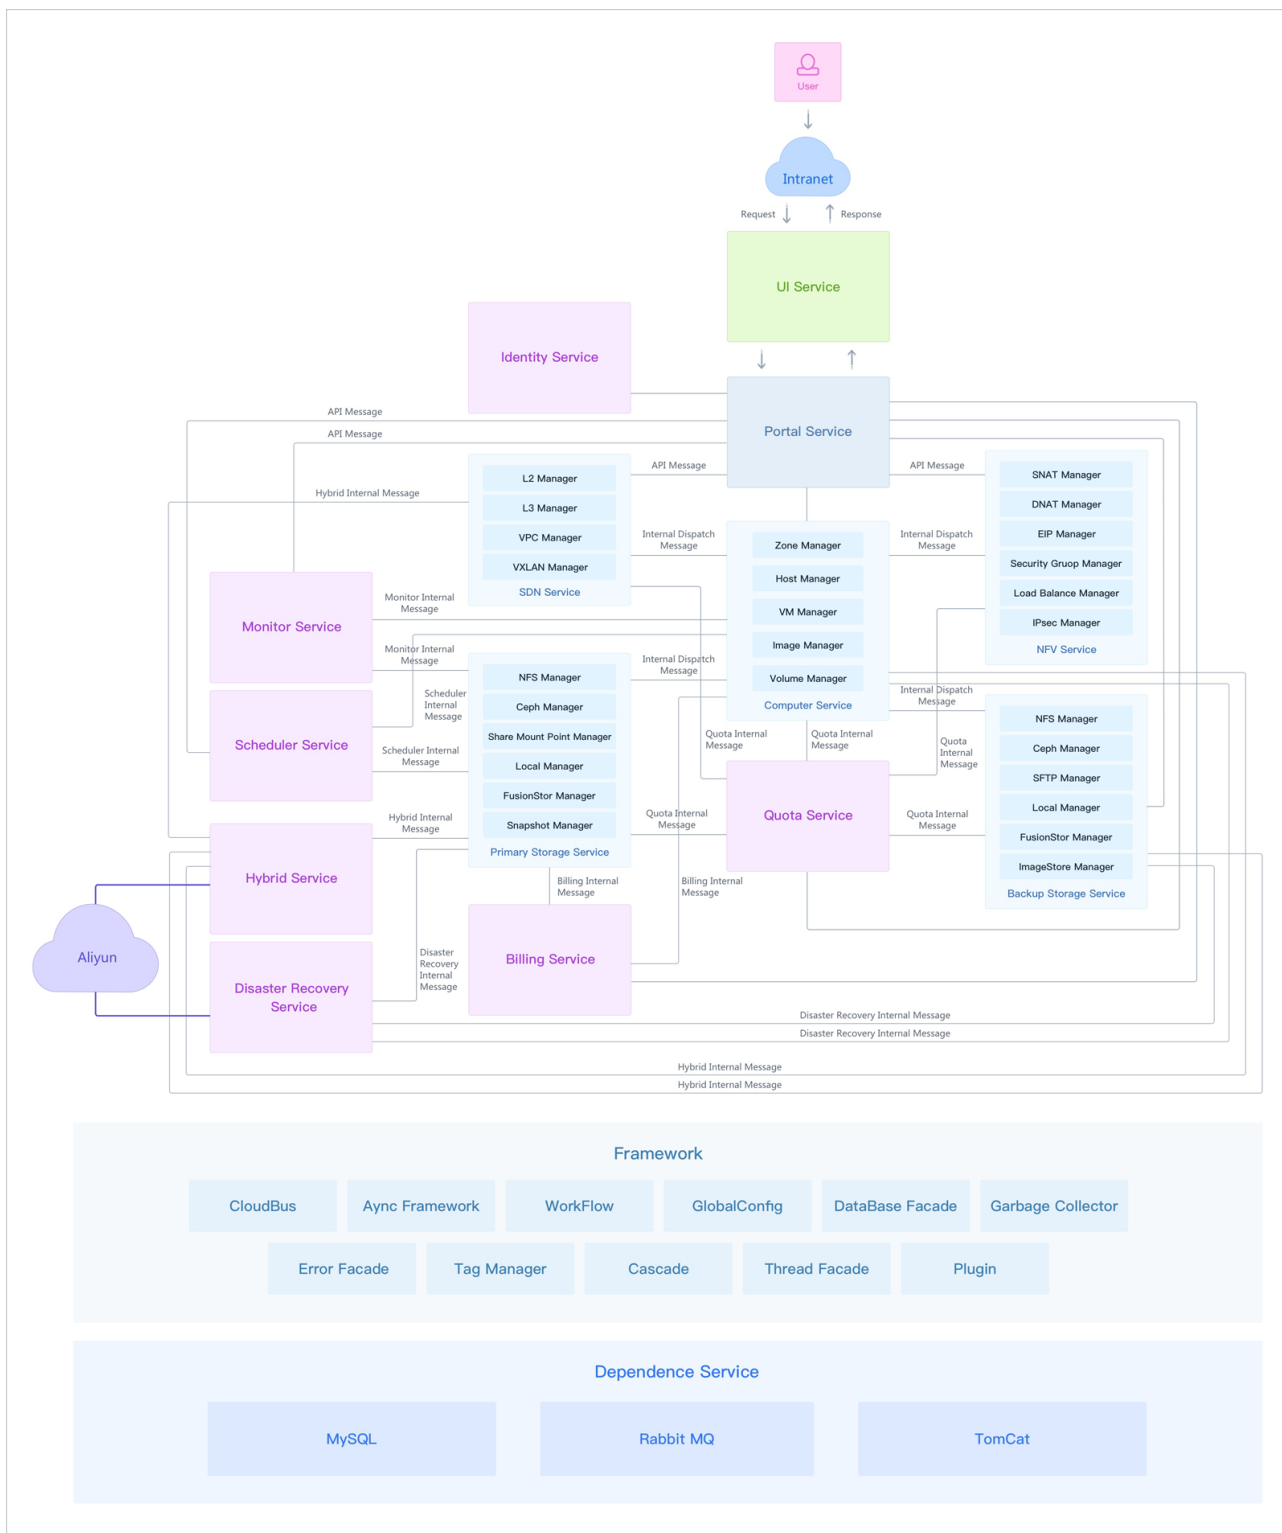 User
Intranet
Request
Response
UI Service
Identity Service
Portal Service
API Message
API Message
API Message
API Message
Hybrid Internal Message
L2 Manager
L3 Manager
VPC Manager
VXLAN Manager
SDN Service
Internal Dispatch
Message
Zone Manager
Host Manager
VM Manager
Image Manager
Volume Manager
Computer Service
Internal Dispatch
Message
SNAT Manager
DNAT Manager
EIP Manager
Security Gruop Manager
Load Balance Manager
IPsec Manager
NFV Service
Monitor Service
Monitor Internal
Message
Monitor Internal
Message
Scheduler Service
Scheduler
Internal
Message
Scheduler Internal
Message
NFS Manager
Ceph Manager
Share Mount Point Manager
Local Manager
FusionStor Manager
Snapshot Manager
Primary Storage Service
Internal Dispatch
Message
Internal Dispatch
Message
Quota Internal
Message
Quota Internal
Message
Quota
Internal
Message
Quota Internal
Message
Quota Service
Quota Internal
Message
NFS Manager
Ceph Manager
SFTP Manager
Local Manager
FusionStor Manager
ImageStore Manager
Backup Storage Service
Hybrid Internal
Message
Hybrid Service
Billing Internal
Message
Billing Internal
Message
Billing Service
Aliyun
Disaster Recovery
Service
Disaster
Recovery
Internal
Message
Disaster Recovery Internal Message
Disaster Recovery Internal Message
Hybrid Internal Message
Hybrid Internal Message
Framework
CloudBus
Aync Framework
WorkFlow
GlobalConfig
DataBase Facade
Garbage Collector
Error Facade
Tag Manager
Cascade
Thread Facade
Plugin
Dependence Service
MySQL
Rabbit MQ
TomCat